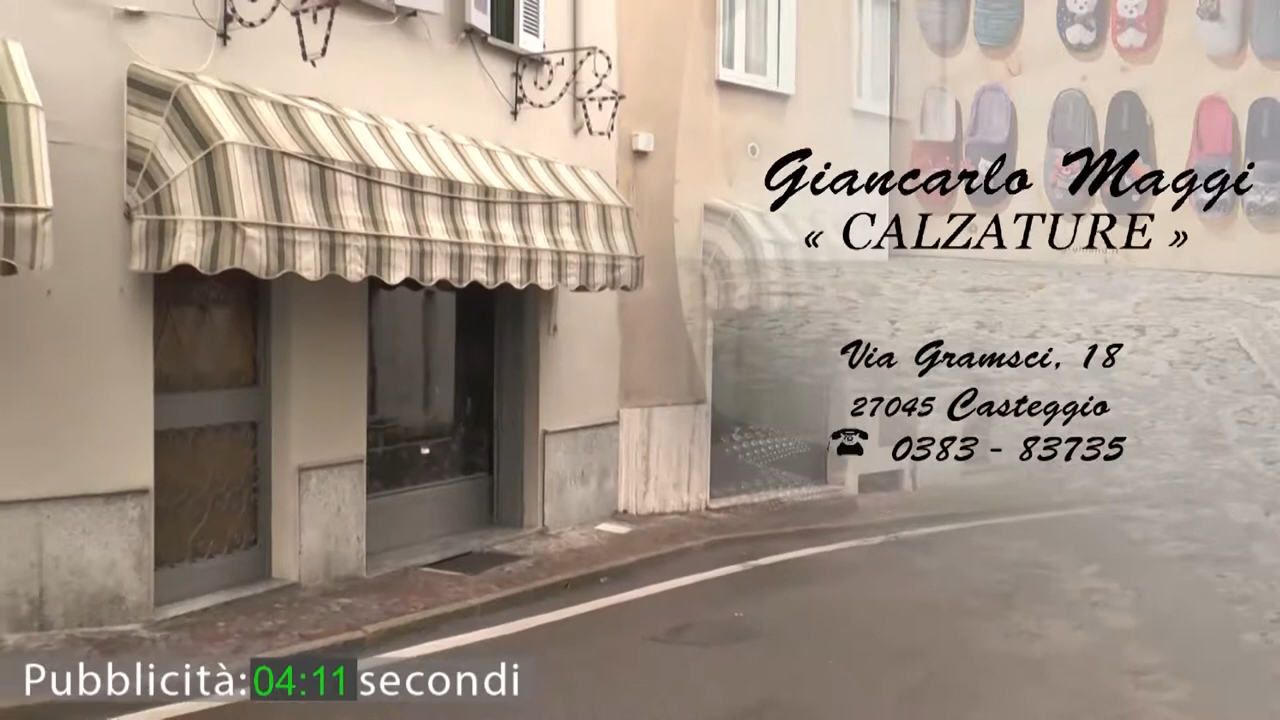 Giancarlo Maggi
« CALZATURE »
Via Gramsci, 18
27045 Casteggio
☎ 0383 - 83735
Pubblicità: 04:11 secondi